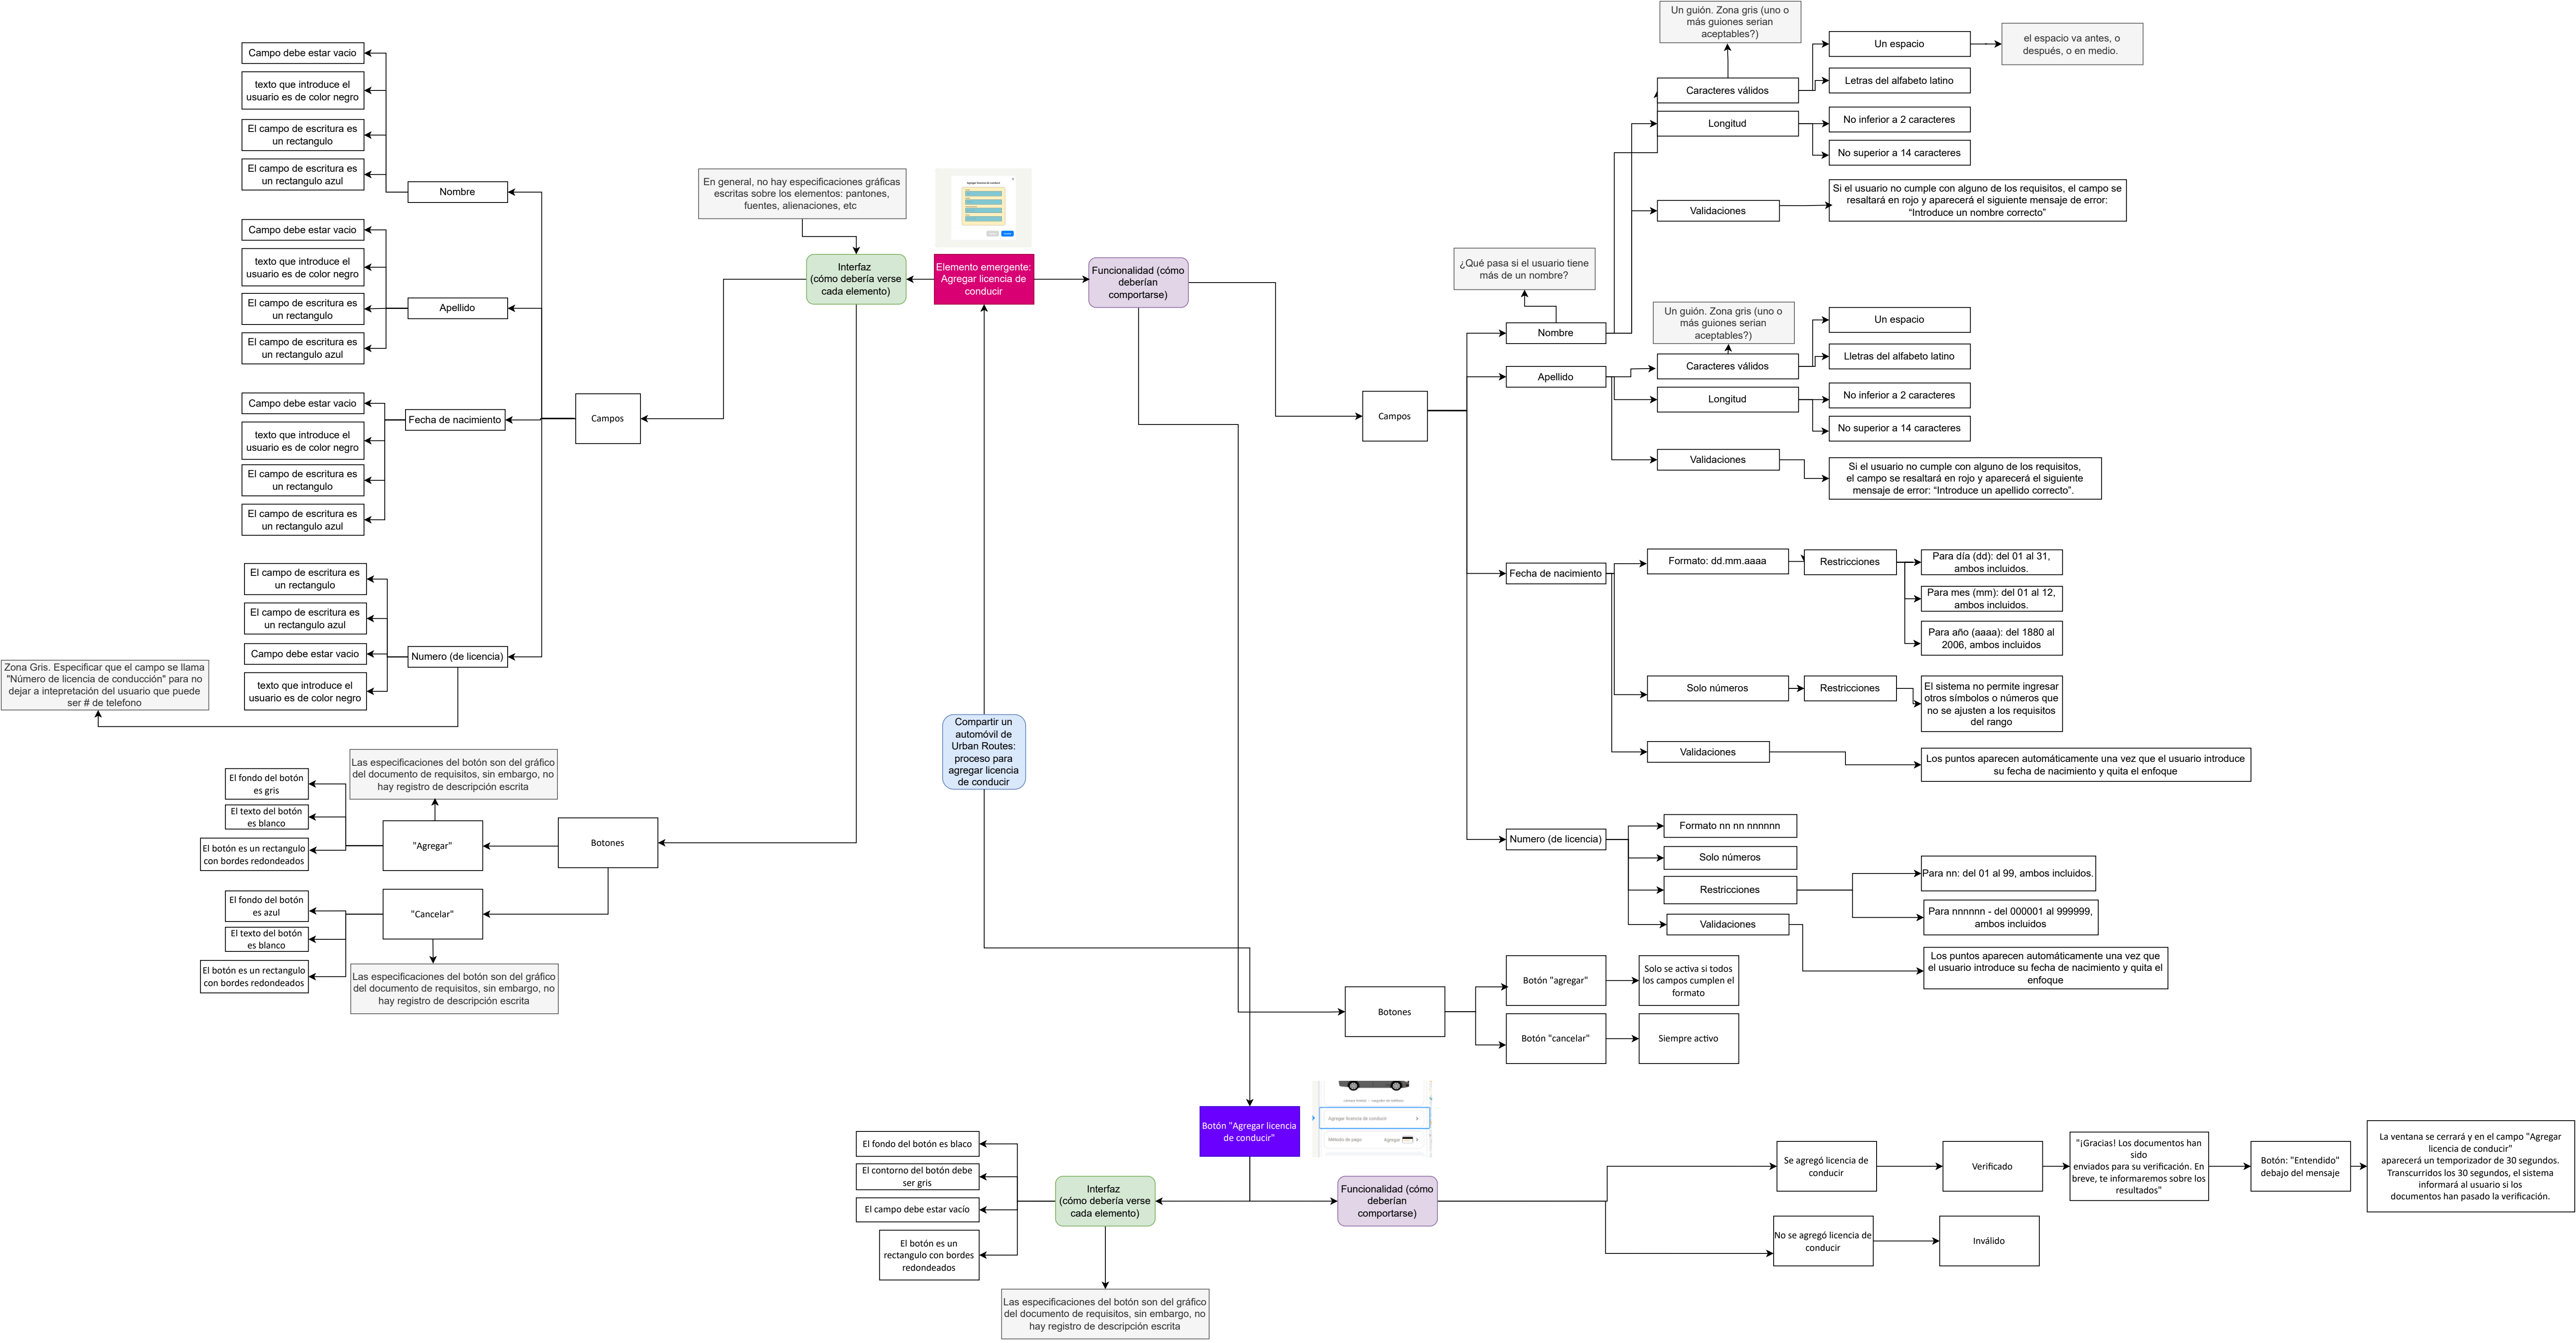 Un guión. Zona gris (uno o
más guiones serian
aceptables?)
Un espacio
el espacio va antes, o
después, o en medio.
Caracteres válidos
Letras del alfabeto latino
Longitud
No inferior a 2 caracteres
No superior a 14 caracteres
Validaciones
Si el usuario no cumple con alguno de los requisitos, el campo se
resaltará en rojo y aparecerá el siguiente mensaje de error:
“Introduce un nombre correcto”
Campo debe estar vacio
texto que introduce el
usuario es de color negro
El campo de escritura es
un rectangulo
El campo de escritura es
un rectangulo azul
Nombre
Campo debe estar vacio
texto que introduce el
usuario es de color negro
El campo de escritura es
un rectangulo
El campo de escritura es
un rectangulo azul
Apellido
Campo debe estar vacio
texto que introduce el
usuario es de color negro
El campo de escritura es
un rectangulo
El campo de escritura es
un rectangulo azul
Fecha de nacimiento
Campos
El campo de escritura es
un rectangulo
El campo de escritura es
un rectangulo azul
Campo debe estar vacio
texto que introduce el
usuario es de color negro
Numero (de licencia)
Zona Gris. Especificar que el campo se llama
"Número de licencia de conducción" para no
dejar a intepretación del usuario que puede
ser # de telefono
En general, no hay especificaciones gráficas
escritas sobre los elementos: pantones,
fuentes, alienaciones, etc
Agregar licencia de conducir
Interfaz
(cómo debería verse
cada elemento)
Elemento emergente:
Agregar licencia de
conducir
Funcionalidad (cómo
deberían
comportarse)
¿Qué pasa si el usuario tiene
más de un nombre?
Nombre
Un guión. Zona gris (uno o
más guiones serian
aceptables?)
Un espacio
Apellido
Caracteres válidos
Lletras del alfabeto latino
Longitud
No inferior a 2 caracteres
No superior a 14 caracteres
Campos
Validaciones
Si el usuario no cumple con alguno de los requisitos,
el campo se resaltará en rojo y aparecerá el siguiente
mensaje de error: “Introduce un apellido correcto”.
Fecha de nacimiento
Formato: dd.mm.aaaa
Restricciones
Para día (dd): del 01 al 31,
ambos incluidos.
Para mes (mm): del 01 al 12,
ambos incluidos.
Para año (aaaa): del 1880 al
2006, ambos incluidos
Solo números
Restricciones
El sistema no permite ingresar
otros símbolos o números que
no se ajusten a los requisitos
del rango
Validaciones
Los puntos aparecen automáticamente una vez que el usuario introduce
su fecha de nacimiento y quita el enfoque
Compartir un
automóvil de
Urban Routes:
proceso para
agregar licencia
de conducir
Las especificaciones del botón son del gráfico
del documento de requisitos, sin embargo, no
hay registro de descripción escrita
El fondo del botón
es gris
El texto del botón
es blanco
El botón es un rectangulo
con bordes redondeados
"Agregar"
Botones
El fondo del botón
es azul
El texto del botón
es blanco
El botón es un rectangulo
con bordes redondeados
"Cancelar"
Las especificaciones del botón son del gráfico
del documento de requisitos, sin embargo, no
hay registro de descripción escrita
Numero (de licencia)
Formato nn nn nnnnnn
Solo números
Restricciones
Para nn: del 01 al 99, ambos incluidos.
Para nnnnnn - del 000001 al 999999,
ambos incluidos
Validaciones
Los puntos aparecen automáticamente una vez que
el usuario introduce su fecha de nacimiento y quita el
enfoque
Botones
Botón "agregar"
Solo se activa si todos
los campos cumplen el
formato
Botón "cancelar"
Siempre activo
Botón "Agregar licencia
de conducir"
Agregar licencia de conducir
Método de pago
Agregar
El fondo del botón es blaco
El contorno del botón debe
ser gris
El campo debe estar vacío
El botón es un
rectangulo con bordes
redondeados
Interfaz
(cómo debería verse
cada elemento)
Funcionalidad (cómo
deberían
comportarse)
Las especificaciones del botón son del gráfico
del documento de requisitos, sin embargo, no
hay registro de descripción escrita
Se agregó licencia de
conducir
Verificado
"¡Gracias! Los documentos han
sido
enviados para su verificación. En
breve, te informaremos sobre los
resultados"
Botón: "Entendido"
debajo del mensaje
La ventana se cerrará y en el campo "Agregar
licencia de conducir"
aparecerá un temporizador de 30 segundos.
Transcurridos los 30 segundos, el sistema
informará al usuario si los
documentos han pasado la verificación.
No se agregó licencia de
conducir
Inválido